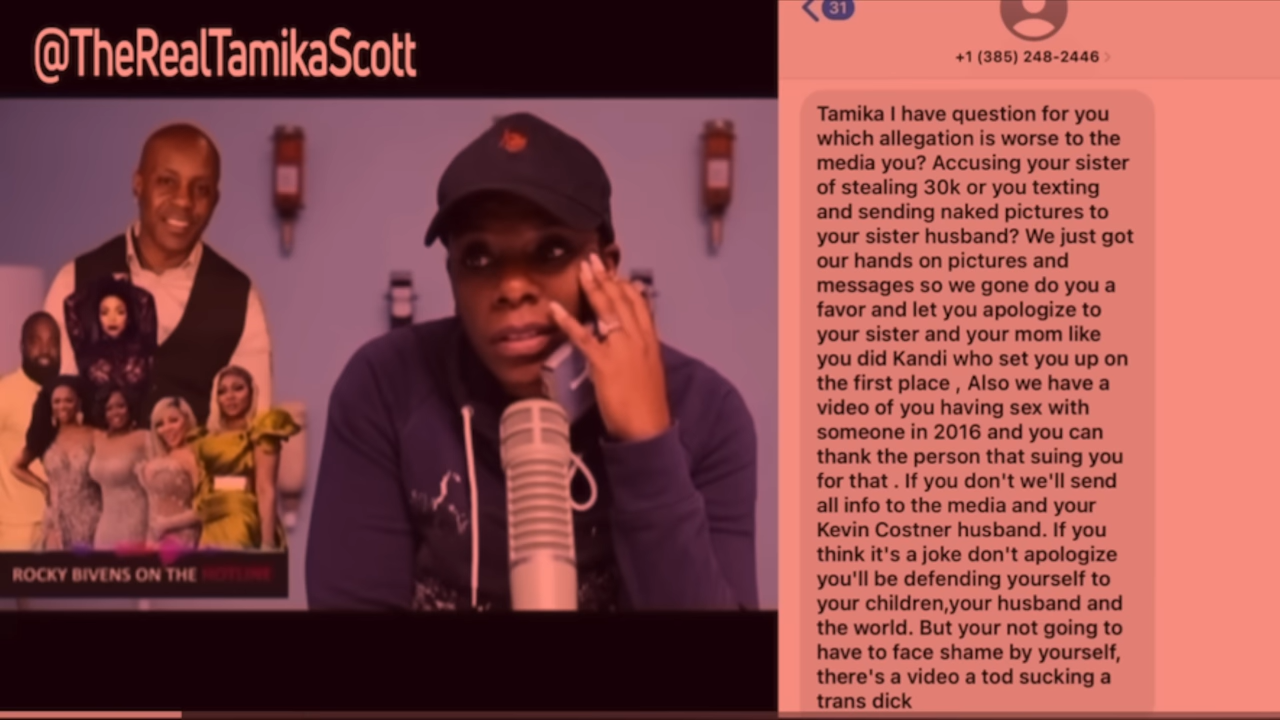 @TheRealTamikaScott
ROCKY BIVENS ON THE HOTLINE
31
+1 (385) 248-2446
Tamika I have question for you
which allegation is worse to the
media you? Accusing your sister
of stealing 30k or you texting
and sending naked pictures to
your sister husband? We just got
our hands on pictures and
messages so we gone do you a
favor and let you apologize to
your sister and your mom like
you did Kandi who set you up on
the first place , Also we have a
video of you having sex with
someone in 2016 and you can
thank the person that suing you
for that . If you don't we'll send
all info to the media and your
Kevin Costner husband. If you
think it's a joke don't apologize
you'll be defending yourself to
your children,your husband and
the world. But your not going to
have to face shame by yourself,
there's a video a tod sucking a
trans dick